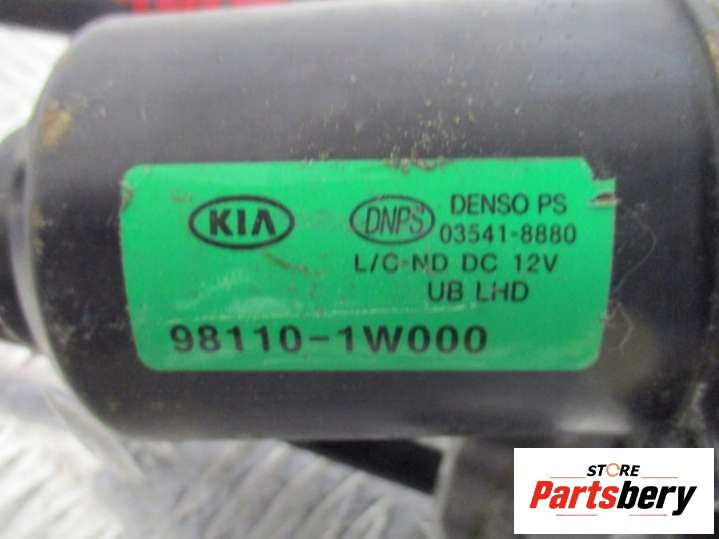 KIA
DNPS
DENSO PS
03541-8880
L/C-ND DC 12V
UB LHD
98110-1W000
STORE
Partsbery